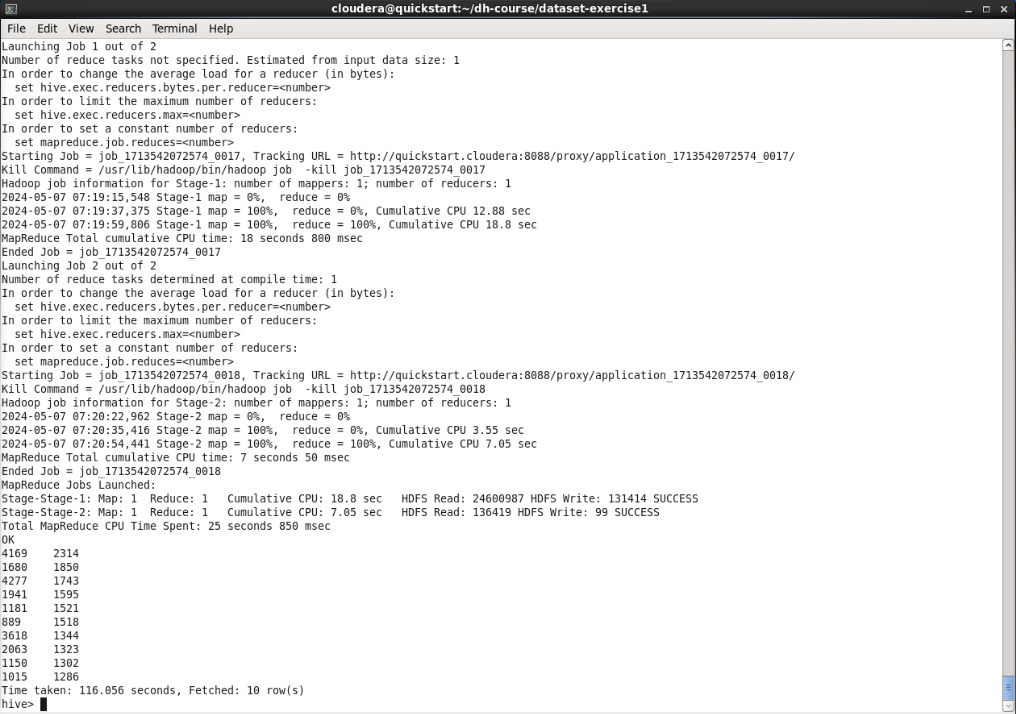 cloudera@quickstart:~/dh-course/dataset-exercise1
File Edit View Search Terminal Help
Launching Job 1 out of 2
Number of reduce tasks not specified. Estimated from input data size: 1
In order to change the average load for a reducer (in bytes):
  set hive.exec.reducers.bytes.per.reducer=<number>
In order to limit the maximum number of reducers:
  set hive.exec.reducers.max=<number>
In order to set a constant number of reducers:
  set mapreduce.job.reduces=<number>
Starting Job = job_1713542072574_0017, Tracking URL = http://quickstart.cloudera:8088/proxy/application_1713542072574_0017/
Kill Command = /usr/lib/hadoop/bin/hadoop job  -kill job_1713542072574_0017
Hadoop job information for Stage-1: number of mappers: 1; number of reducers: 1
2024-05-07 07:19:15,548 Stage-1 map = 0%,  reduce = 0%
2024-05-07 07:19:37,375 Stage-1 map = 100%,  reduce = 0%, Cumulative CPU 12.88 sec
2024-05-07 07:19:59,806 Stage-1 map = 100%,  reduce = 100%, Cumulative CPU 18.8 sec
MapReduce Total cumulative CPU time: 18 seconds 800 msec
Ended Job = job_1713542072574_0017
Launching Job 2 out of 2
Number of reduce tasks determined at compile time: 1
In order to change the average load for a reducer (in bytes):
  set hive.exec.reducers.bytes.per.reducer=<number>
In order to limit the maximum number of reducers:
  set hive.exec.reducers.max=<number>
In order to set a constant number of reducers:
  set mapreduce.job.reduces=<number>
Starting Job = job_1713542072574_0018, Tracking URL = http://quickstart.cloudera:8088/proxy/application_1713542072574_0018/
Kill Command = /usr/lib/hadoop/bin/hadoop job  -kill job_1713542072574_0018
Hadoop job information for Stage-2: number of mappers: 1; number of reducers: 1
2024-05-07 07:20:22,962 Stage-2 map = 0%,  reduce = 0%
2024-05-07 07:20:35,416 Stage-2 map = 100%,  reduce = 0%, Cumulative CPU 3.55 sec
2024-05-07 07:20:54,441 Stage-2 map = 100%,  reduce = 100%, Cumulative CPU 7.05 sec
MapReduce Total cumulative CPU time: 7 seconds 50 msec
Ended Job = job_1713542072574_0018
MapReduce Jobs Launched:
Stage-Stage-1: Map: 1  Reduce: 1   Cumulative CPU: 18.8 sec   HDFS Read: 24600987 HDFS Write: 131414 SUCCESS
Stage-Stage-2: Map: 1  Reduce: 1   Cumulative CPU: 7.05 sec   HDFS Read: 136419 HDFS Write: 99 SUCCESS
Total MapReduce CPU Time Spent: 25 seconds 850 msec
OK
4169    2314
1680    1850
4277    1743
1941    1595
1181    1521
889     1518
3618    1344
2063    1323
1150    1302
1015    1286
Time taken: 116.056 seconds, Fetched: 10 row(s)
hive>